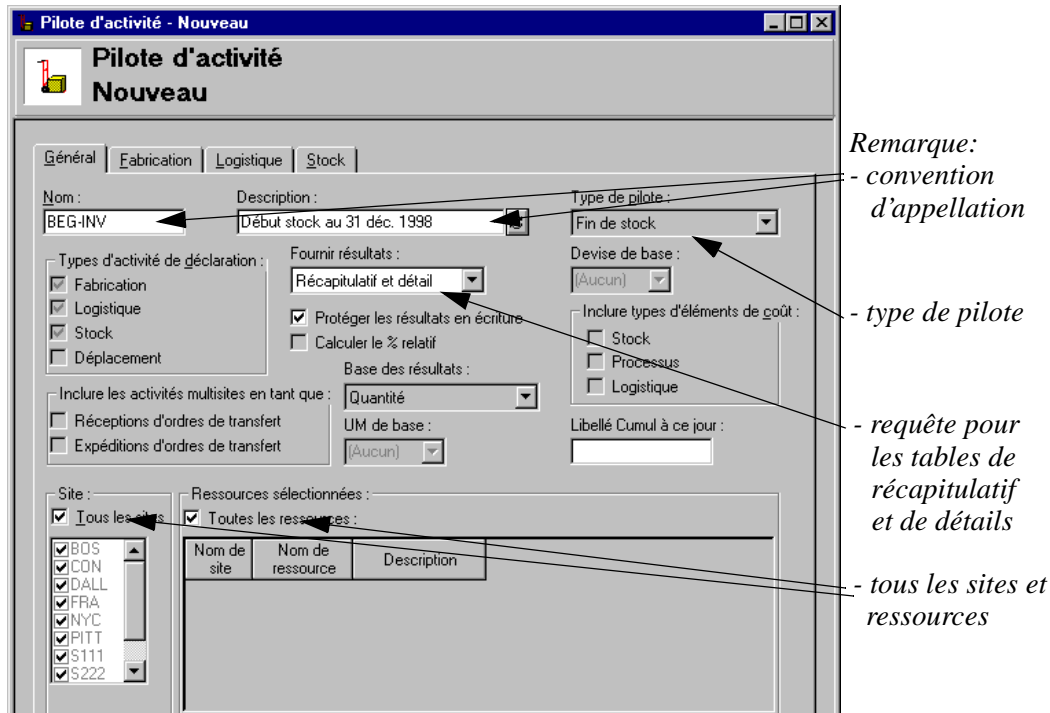 Pilote d'activité - Nouveau
Pilote d'activité
Nouveau
Général
Fabrication
Logistique
Stock
Nom :
Description :
Type de pilote :
BEG-INV
Début stock au 31 déc. 1998
Fin de stock
Types d'activité de déclaration :
Fabrication
Logistique
Stock
Déplacement
Fournir résultats :
Récapitulatif et détail
Protéger les résultats en écriture
Calculer le % relatif
Devise de base :
(Aucun)
Inclure types d'éléments de coût :
Stock
Processus
Logistique
Inclure les activités multisites en tant que :
Réceptions d'ordres de transfert
Expéditions d'ordres de transfert
Base des résultats :
Quantité
UM de base :
(Aucun)
Libellé Cumul à ce jour :
Site :
Tous les sites
BOS
CON
DALL
FRA
NYC
PITT
S111
S222
Ressources sélectionnées :
Toutes les ressources :
Nom de site
Nom de ressource
Description
Remarque:
- convention
d'appellation
- type de pilote
- requête pour
les tables de
récapitulatif
et de détails
- tous les sites et
ressources